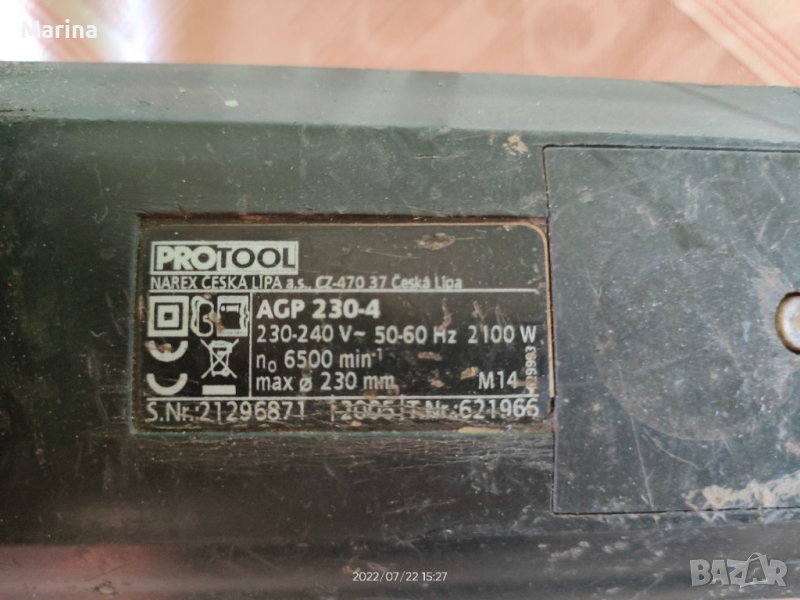 Marina
PROTOOL
NAREX ČESKÁ LÍPA a.s., CZ-470 37 Česká Lípa
AGP 230-4
230-240 V~ 50-60 Hz 2100 W
n₀ 6500 min⁻¹
max ø 230 mm M14
S.Nr.:21296871 2005 T.Nr.:621966
2022/07/22 15:27
BAZAR